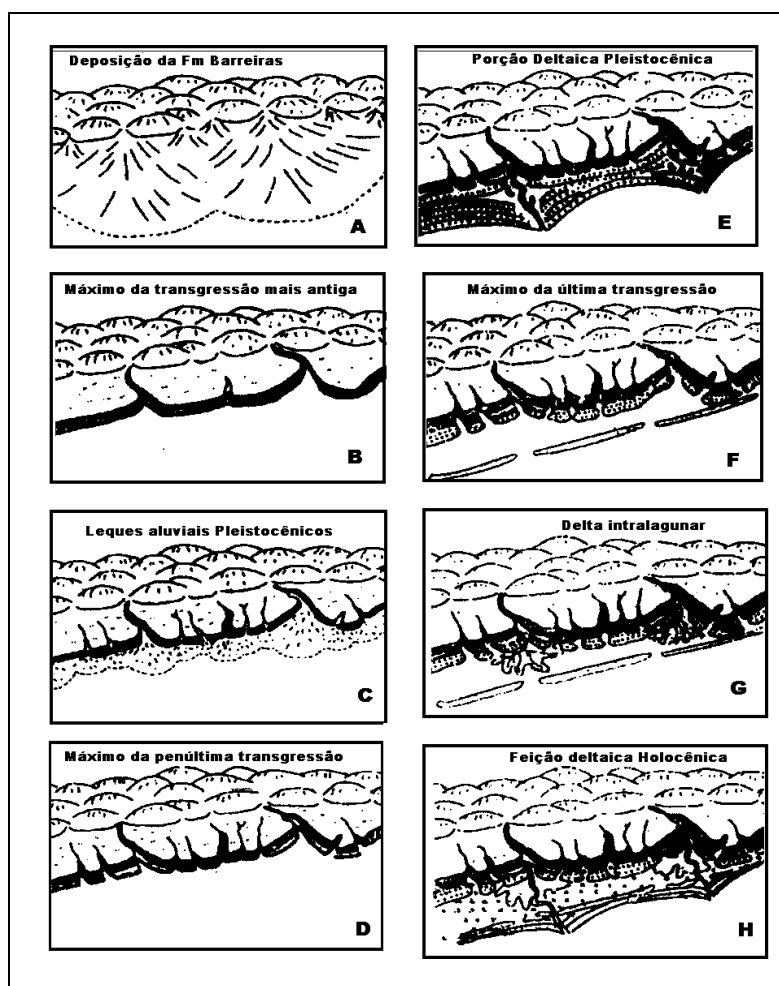 Deposição da Fm Barreiras
A
Máximo da transgressão mais antiga
B
Leques aluviais Pleistocênicos
C
Máximo da penúltima transgressão
D
Porção Deltaica Pleistocênica
E
Máximo da última transgressão
F
Delta intralagunar
G
Feição deltaica Holocênica
H